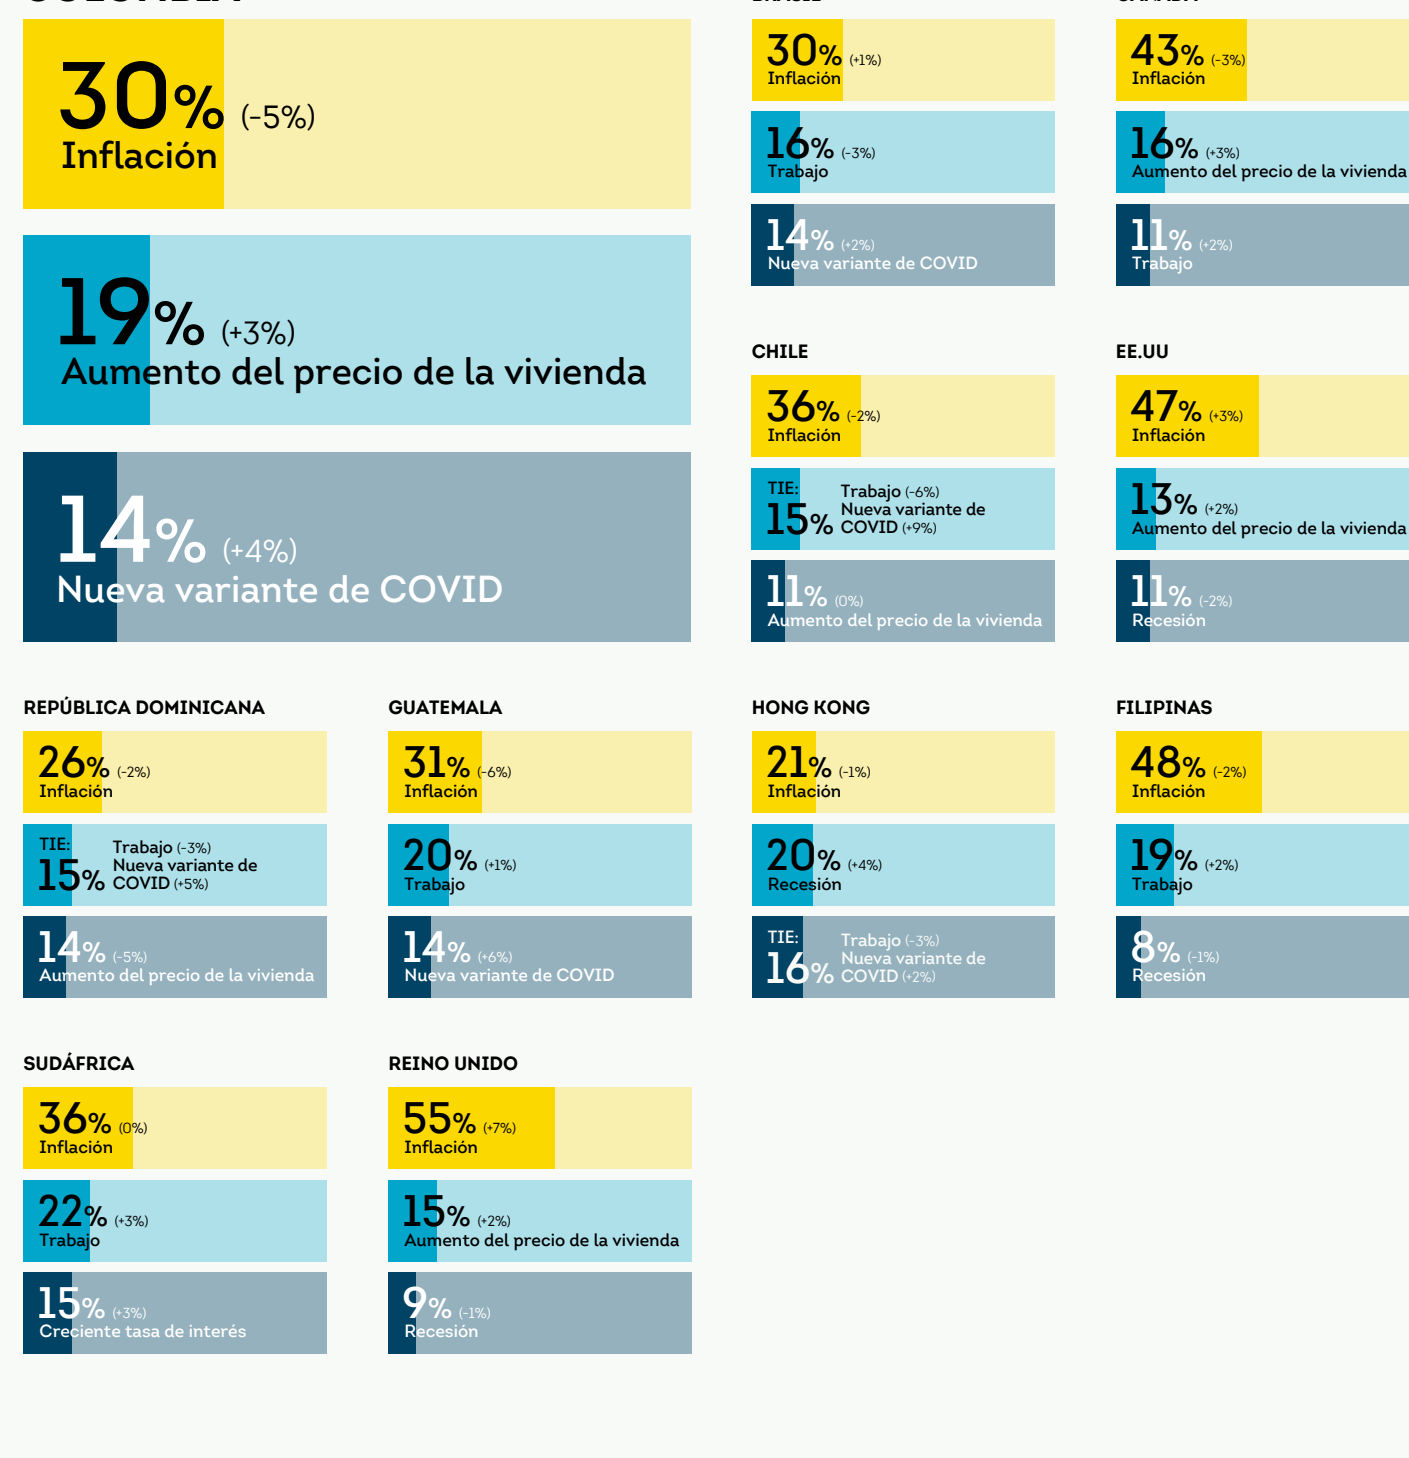 30% (-5%)
Inflación
19% (+3%)
Aumento del precio de la vivienda
14% (+4%)
Nueva variante de COVID
30% (+1%)
Inflación
16% (-3%)
Trabajo
14% (+2%)
Nueva variante de COVID
43% (-3%)
Inflación
16% (+3%)
Aumento del precio de la vivienda
11% (+2%)
Trabajo
CHILE
36% (-2%)
Inflación
TIE:
15%
Trabajo (-6%)
Nueva variante de
COVID (+9%)
11% (0%)
Aumento del precio de la vivienda
EE.UU
47% (+3%)
Inflación
13% (+2%)
Aumento del precio de la vivienda
11% (-2%)
Recesión
REPÚBLICA DOMINICANA
26% (-2%)
Inflación
TIE:
15%
Trabajo (-3%)
Nueva variante de
COVID (+5%)
14% (-5%)
Aumento del precio de la vivienda
GUATEMALA
31% (-6%)
Inflación
20% (+1%)
Trabajo
14% (+6%)
Nueva variante de COVID
HONG KONG
21% (-1%)
Inflación
20% (+4%)
Recesión
TIE:
16%
Trabajo (-3%)
Nueva variante de
COVID (+2%)
FILIPINAS
48% (-2%)
Inflación
19% (+2%)
Trabajo
8% (-1%)
Recesión
SUDÁFRICA
36% (0%)
Inflación
22% (+3%)
Trabajo
15% (+3%)
Creciente tasa de interés
REINO UNIDO
55% (+7%)
Inflación
15% (+2%)
Aumento del precio de la vivienda
9% (-1%)
Recesión